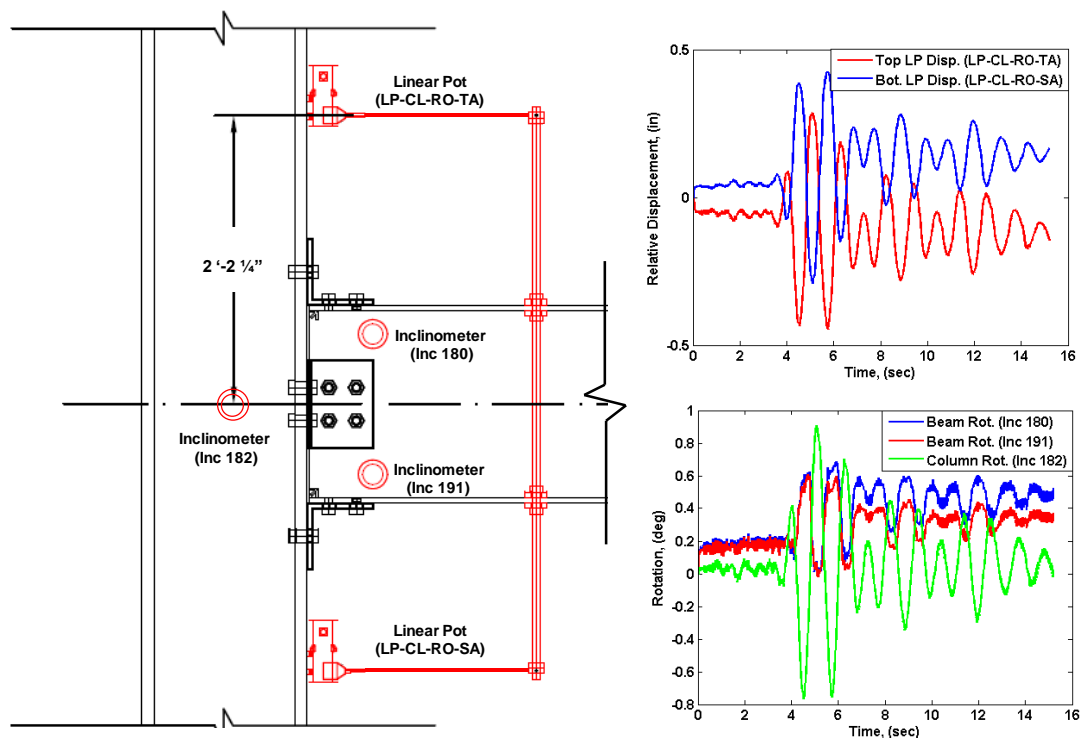 Linear Pot
(LP-CL-RO-TA)
2 ‘-2 ¼”
Inclinometer
(Inc 180)
Inclinometer
(Inc 182)
Inclinometer
(Inc 191)
Linear Pot
(LP-CL-RO-SA)
0.5
0
-0.5
Relative Displacement, (in)
Top LP Disp. (LP-CL-RO-TA)
Bot. LP Disp. (LP-CL-RO-SA)
0 2 4 6 8 10 12 14 16
Time, (sec)
1
0.8
0.6
0.4
0.2
0
-0.2
-0.4
-0.6
-0.8
Rotation, (deg)
Beam Rot. (Inc 180)
Beam Rot. (Inc 191)
Column Rot. (Inc 182)
0 2 4 6 8 10 12 14 16
Time, (sec)